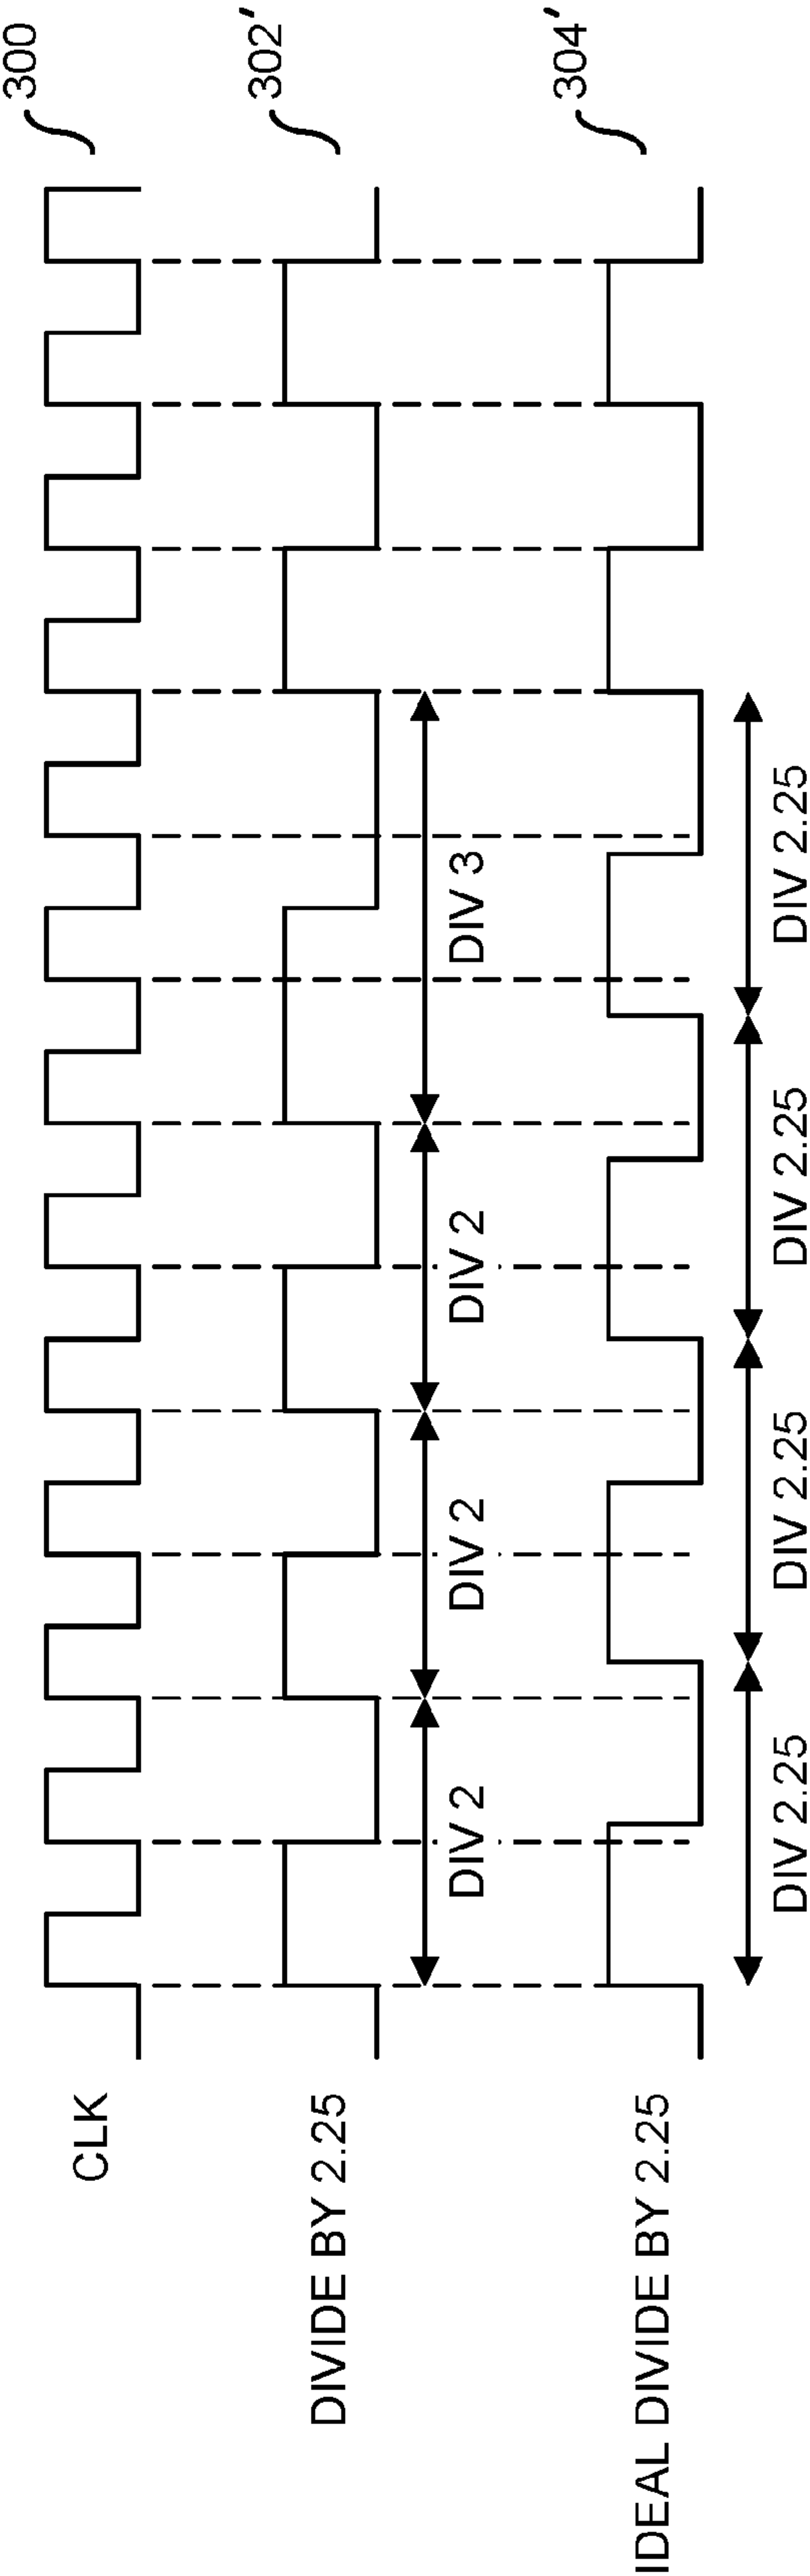 CLK
300
DIVIDE BY 2.25
302'
DIV 2
DIV 2
DIV 2
DIV 3
IDEAL DIVIDE BY 2.25
304'
DIV 2.25
DIV 2.25
DIV 2.25
DIV 2.25